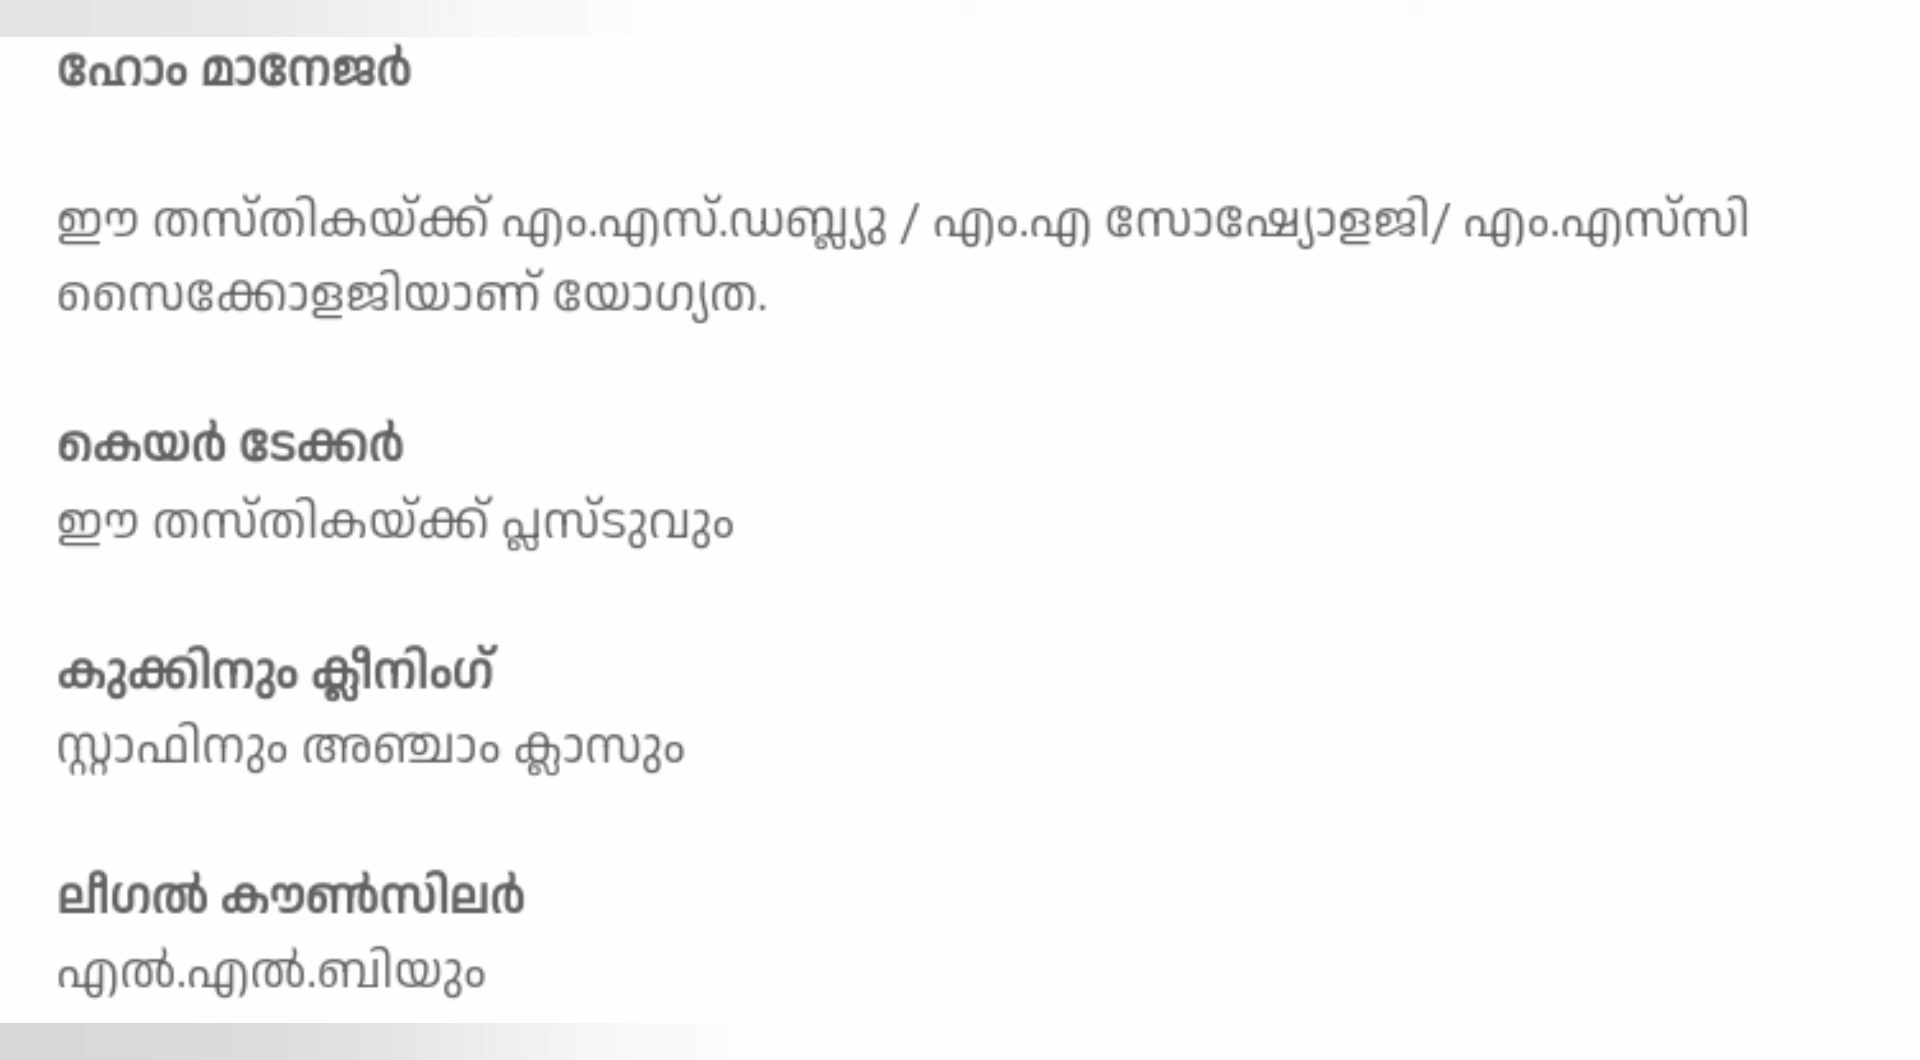 ഹോം മാനേജർ
ഈ തസ്തികയ്ക്ക് എം.എസ്.ഡബ്ല്യു / എം.എ സോഷ്യോളജി/ എം.എസ്‌സി
സൈക്കോളജിയാണ് യോഗ്യത.
കെയർ ടേക്കർ
ഈ തസ്തികയ്ക്ക് പ്ലസ്ടുവും
കുക്കിനും ക്ലീനിംഗ്
സ്റ്റാഫിനും അഞ്ചാം ക്ലാസും
ലീഗൽ കൗൺസിലർ
എൽ.എൽ.ബിയും